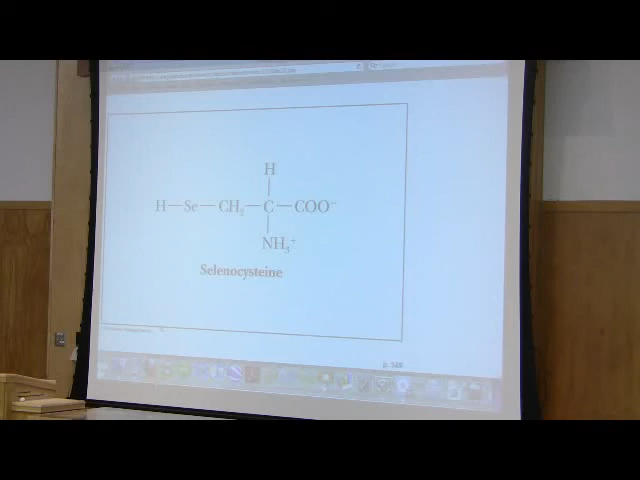 H
H—Se—CH₂—C—COO⁻
NH₃⁺
Selenocysteine